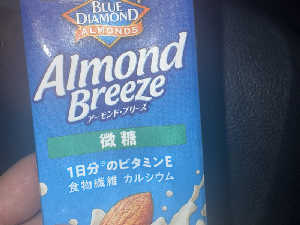 BLUE DIAMOND
ALMONDS
Almond
Breeze
アーモンド・ブリーズ
微糖
1日分※のビタミンE
食物繊維 カルシウム